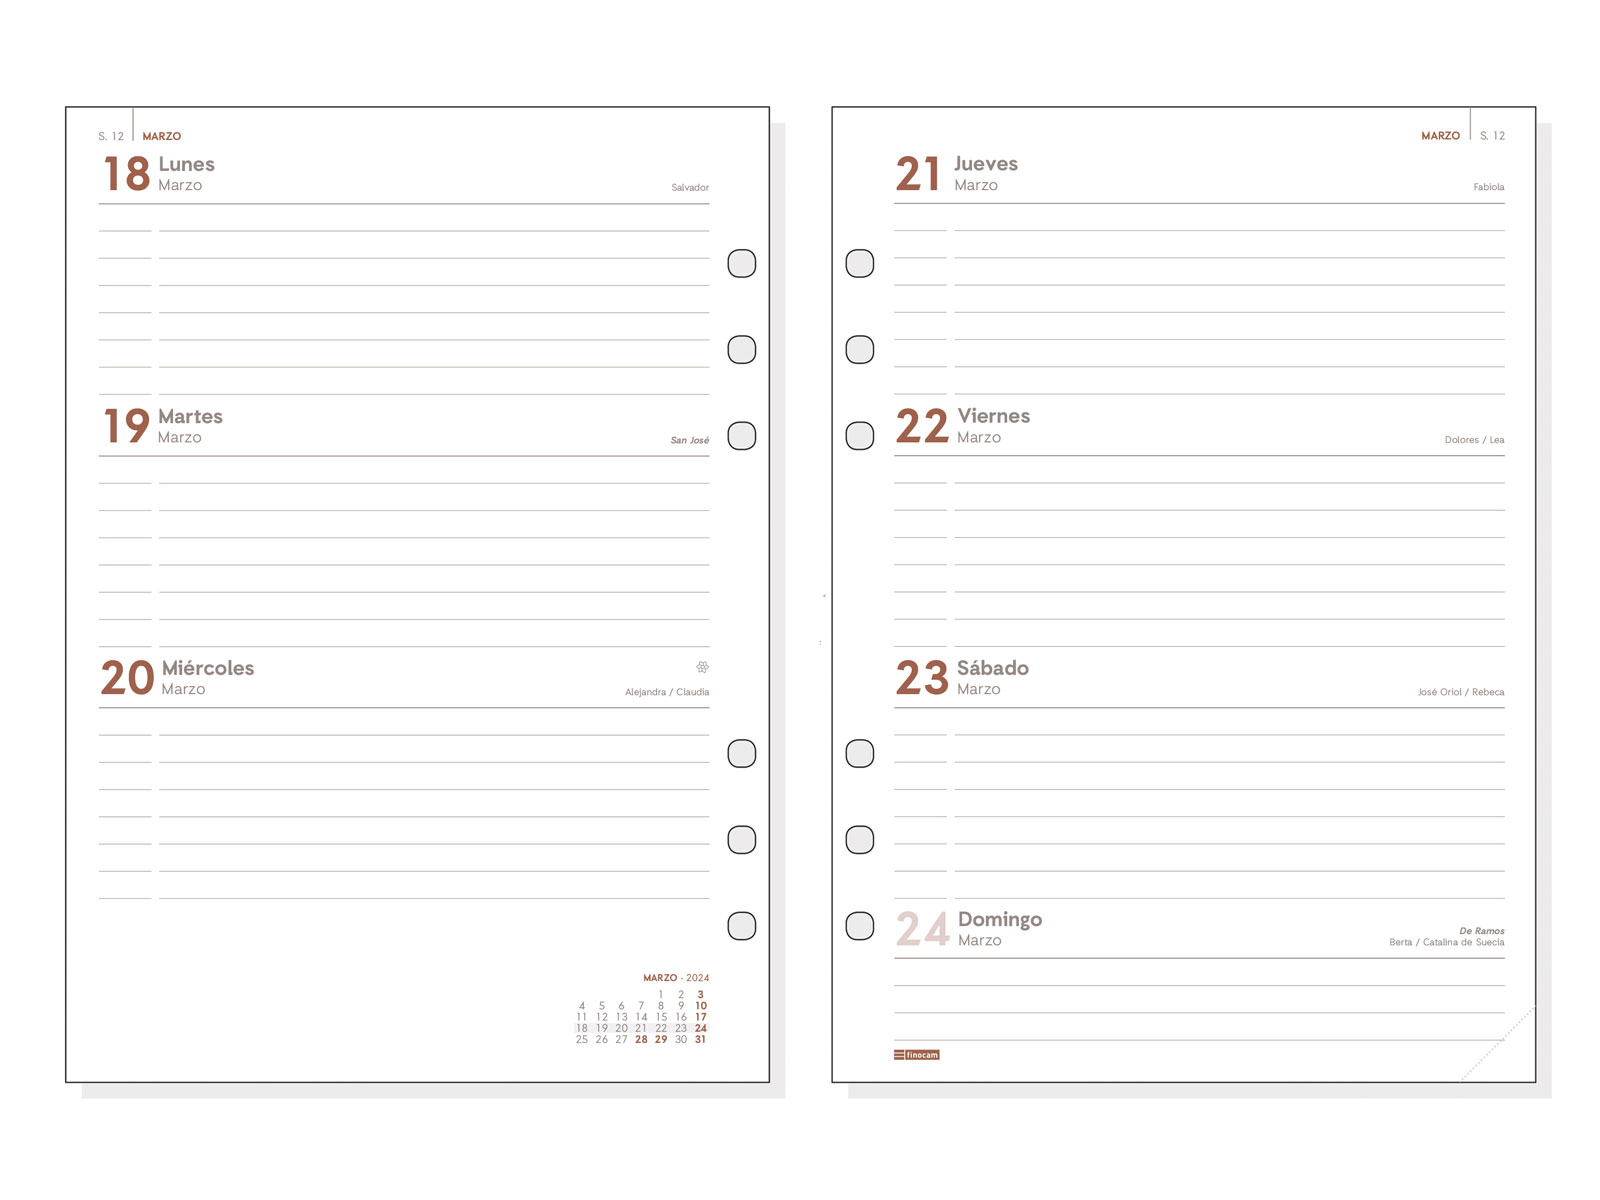 S. 12 MARZO
18 Lunes
Marzo
Salvador
19 Martes
Marzo
San José
20 Miércoles
Marzo
Alejandra / Claudia
MARZO - 2024
1 2 3
4 5 6 7 8 9 10
11 12 13 14 15 16 17
18 19 20 21 22 23 24
25 26 27 28 29 30 31
MARZO S. 12
21 Jueves
Marzo
Fabiola
22 Viernes
Marzo
Dolores / Lea
23 Sábado
Marzo
José Oriol / Rebeca
24 Domingo
Marzo
De Ramos
Berta / Catalina de Suecia
finocam